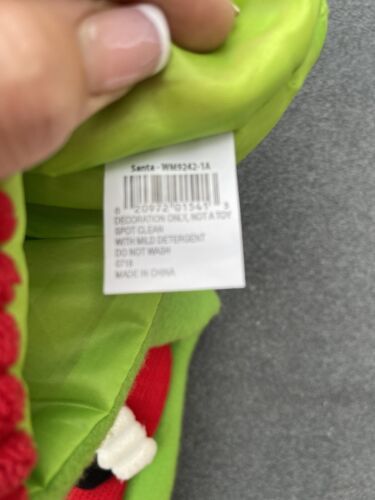 Santa - WM9242-1A
8 20972 01541 3
DECORATION ONLY, NOT A TOY
SPOT CLEAN
WITH MILD DETERGENT
DO NOT WASH
0718
MADE IN CHINA